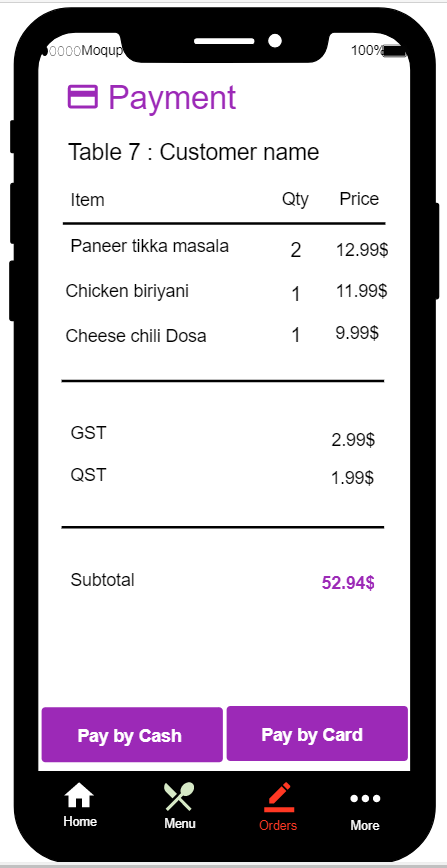 Moqup 100%
Payment
Table 7 : Customer name
Item Qty Price
Paneer tikka masala 2 12.99$
Chicken biriyani 1 11.99$
Cheese chili Dosa 1 9.99$
GST 2.99$
QST 1.99$
Subtotal 52.94$
Pay by Cash Pay by Card
Home Menu Orders More